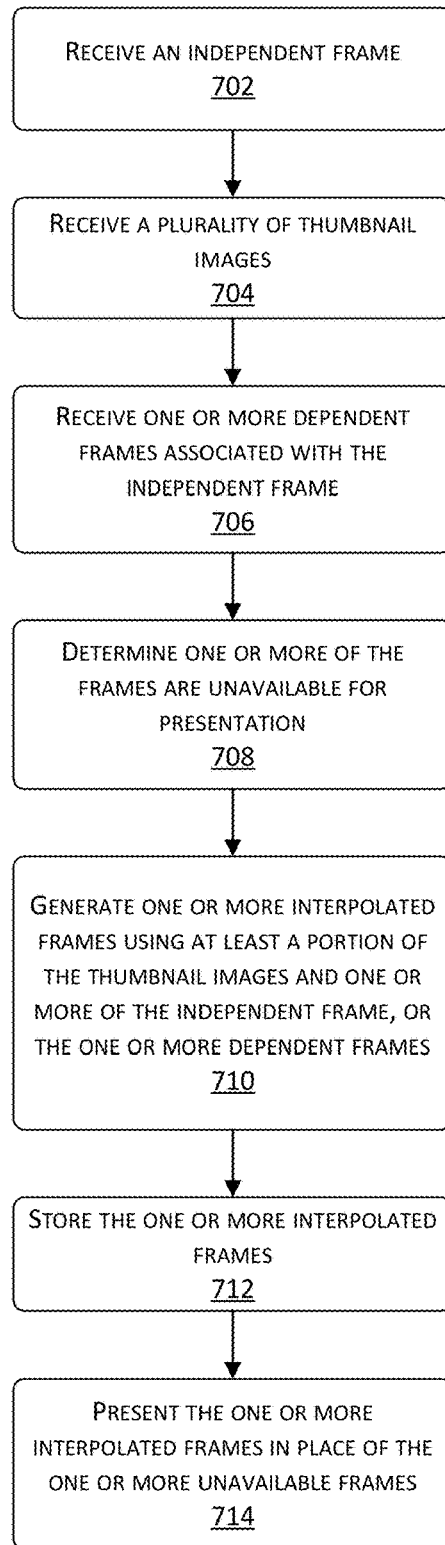 RECEIVE AN INDEPENDENT FRAME
702
RECEIVE A PLURALITY OF THUMBNAIL
IMAGES
704
RECEIVE ONE OR MORE DEPENDENT
FRAMES ASSOCIATED WITH THE
INDEPENDENT FRAME
706
DETERMINE ONE OR MORE OF THE
FRAMES ARE UNAVAILABLE FOR
PRESENTATION
708
GENERATE ONE OR MORE INTERPOLATED
FRAMES USING AT LEAST A PORTION OF
THE THUMBNAIL IMAGES AND ONE OR
MORE OF THE INDEPENDENT FRAME, OR
THE ONE OR MORE DEPENDENT FRAMES
710
STORE THE ONE OR MORE INTERPOLATED
FRAMES
712
PRESENT THE ONE OR MORE
INTERPOLATED FRAMES IN PLACE OF THE
ONE OR MORE UNAVAILABLE FRAMES
714